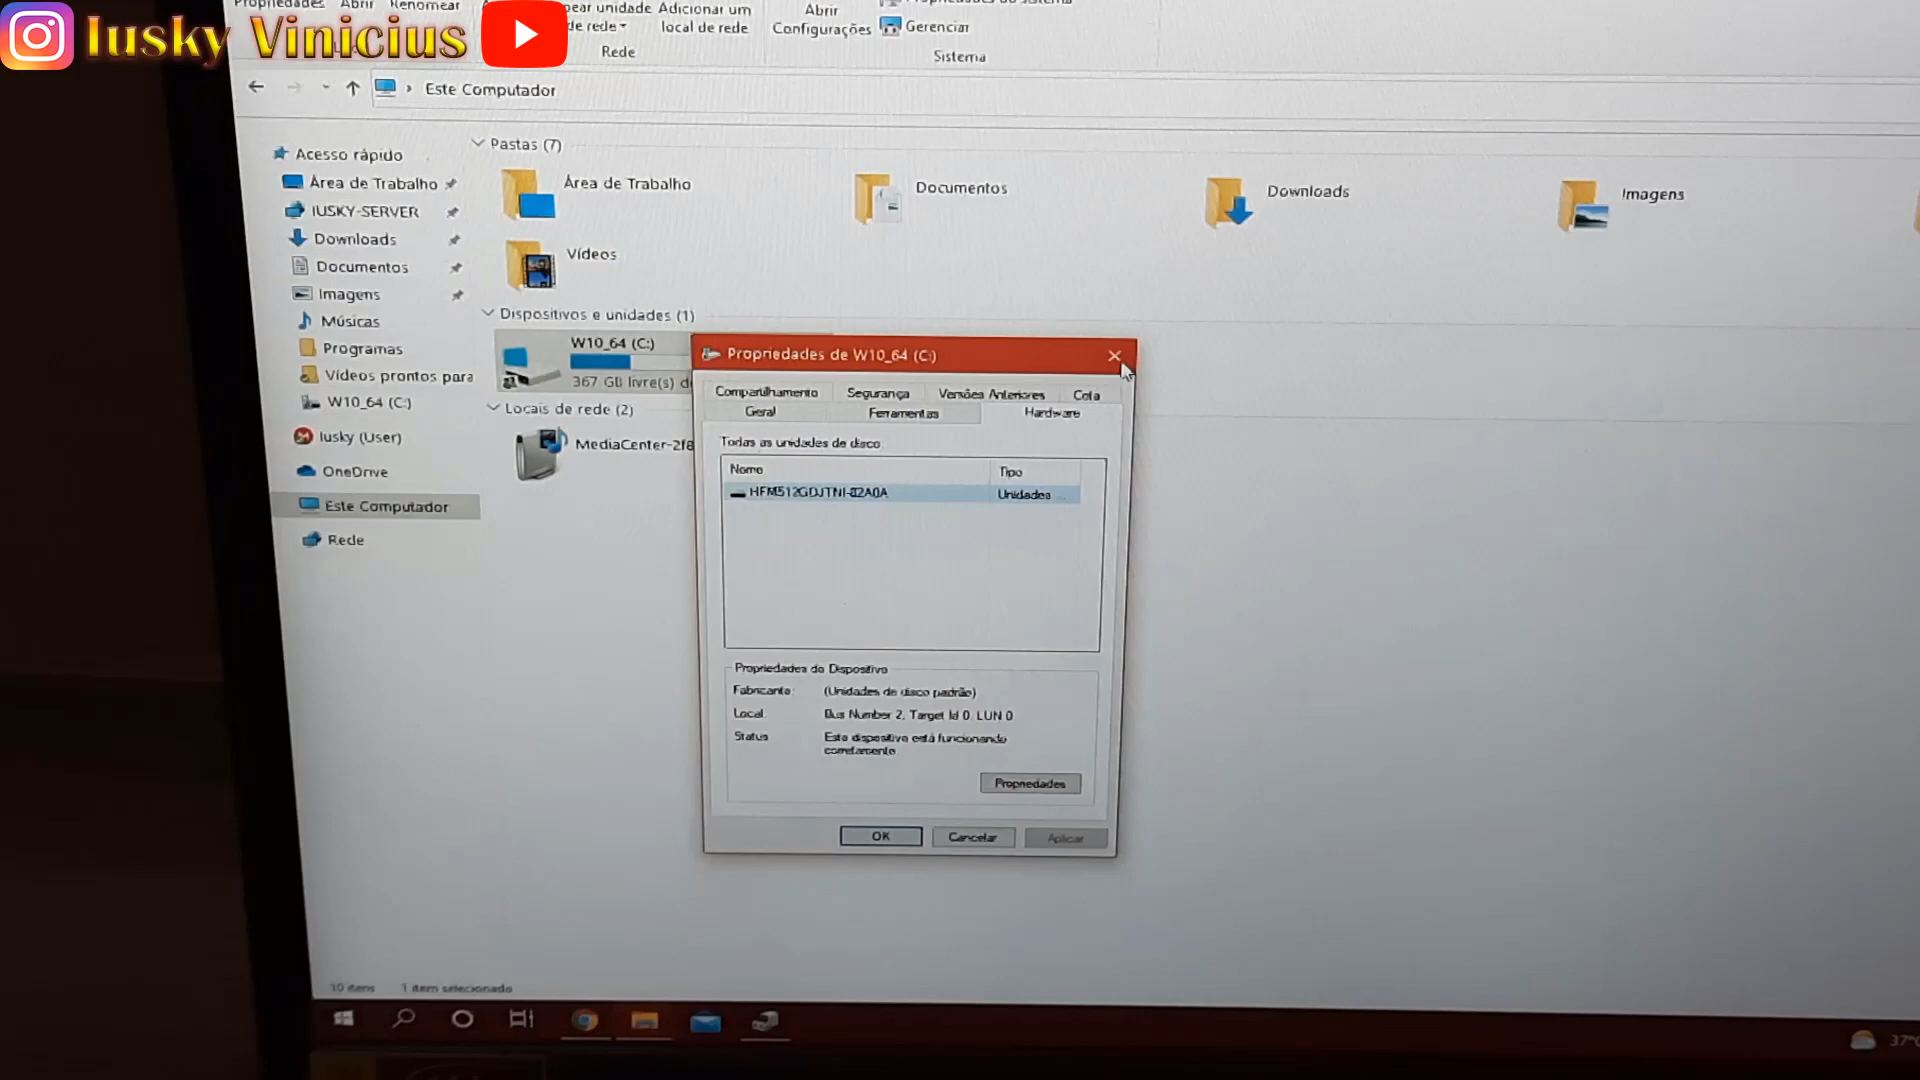 Iusky Vinicius
Propriedades Abrir Renomear
ear unidade Adicionar um
de rede local de rede
Rede
Abrir
Configurações Gerenciar
Sistema
Este Computador
Acesso rápido
Área de Trabalho
IUSKY-SERVER
Downloads
Documentos
Imagens
Músicas
Programas
Vídeos prontos para
W10_64 (C:)
Iusky (User)
OneDrive
Este Computador
Rede
Pastas (7)
Área de Trabalho
Documentos
Downloads
Imagens
Vídeos
Dispositivos e unidades (1)
W10_64 (C:)
367 GB livre(s) d
Locais de rede (2)
MediaCenter-2f8
Propriedades de W10_64 (C:)
Compartilhamento Segurança Versões Anteriores Cota
Geral Ferramentas Hardware
Todas as unidades de disco:
Nome Tipo
HFM512GDJTNI-82A0A Unidades ...
Propriedades do Dispositivo
Fabricante: (Unidades de disco padrão)
Local: Bus Number 2, Target Id 0, LUN 0
Status: Este dispositivo está funcionando
corretamente.
Propriedades
OK Cancelar Aplicar
10 itens 1 item selecionado
37°C